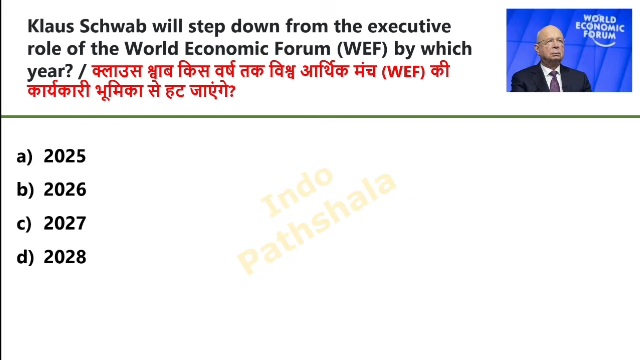 Klaus Schwab will step down from the executive
WORLD
ECONOMIC
FORUM
role of the World Economic Forum (WEF) by which
year? / क्लाउस श्वाब किस वर्ष तक विश्व आर्थिक मंच (WEF) की
कार्यकारी भूमिका से हट जाएंगे?
a) 2025
b) 2026
c) 2027
d) 2028
Indo
Pathshala